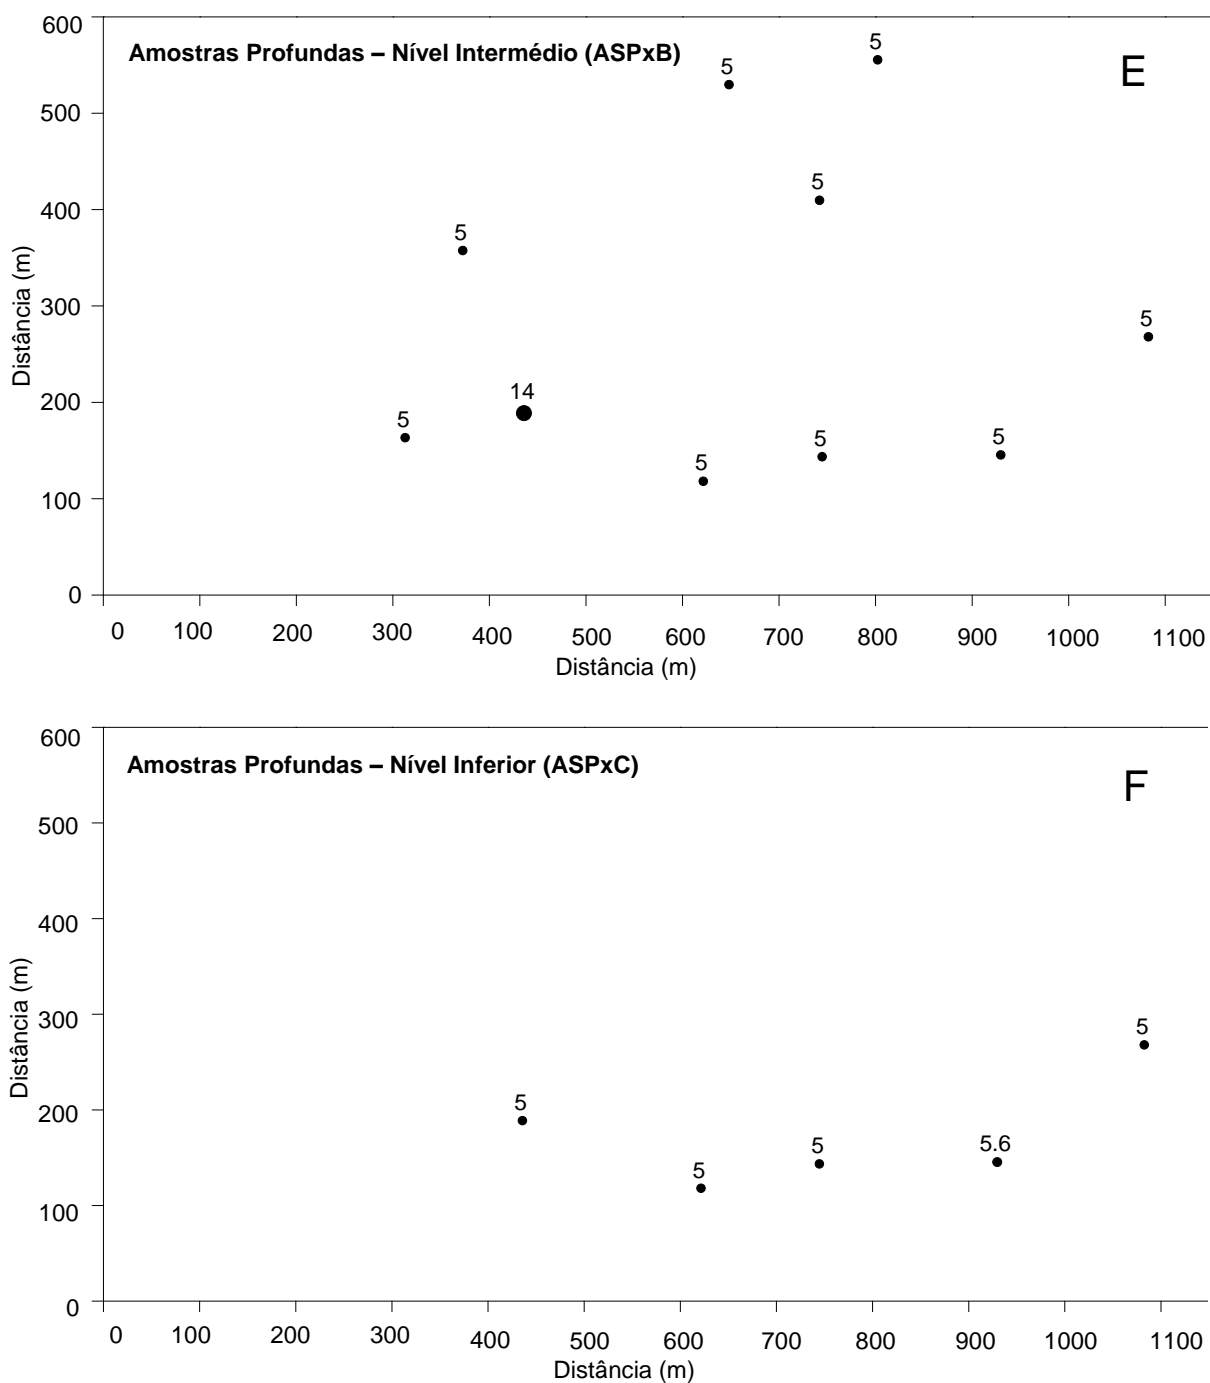 600
Amostras Profundas – Nível Intermédio (ASPxB)
5
5
E
500
5
400
5
Distância (m)
300
5
14
200
5
5
5
5
100
0
0 100 200 300 400 500 600 700 800 900 1000 1100
Distância (m)
600
Amostras Profundas – Nível Inferior (ASPxC)
F
500
400
Distância (m)
300
5
200
5
5
5
5.6
100
0
0 100 200 300 400 500 600 700 800 900 1000 1100
Distância (m)